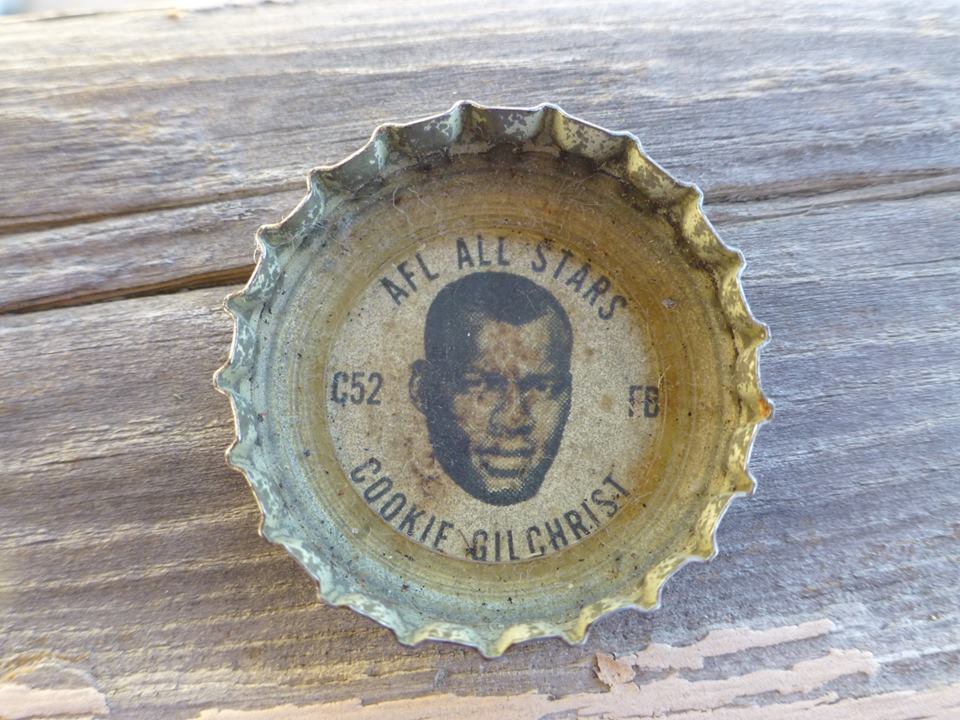 AFL ALL STARS
C52
FB
COOKIE GILCHRIST